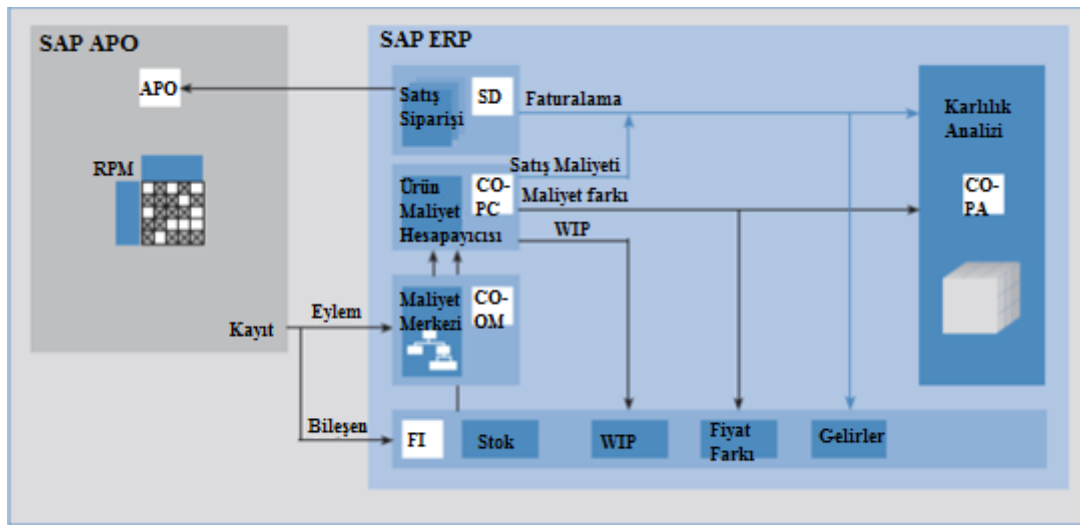 SAP APO
APO
RPM
Kayıt
Eylem
Bileşen
SAP ERP
Satış
Siparişi
SD
Faturalama
Satış Maliyeti
Ürün
Maliyet
Hesapayıcısı
CO-
PC
Maliyet farkı
WIP
Maliyet
Merkezi
CO-
OM
Karlılık
Analizi
CO-
PA
FI
Stok
WIP
Fiyat
Farkı
Gelirler